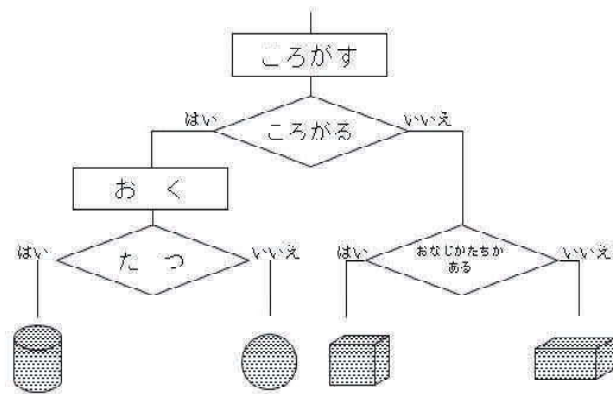 ころがす
はい
ころがる
いいえ
おく
はい
たつ
いいえ
はい
おなじかたちが
ある
いいえ